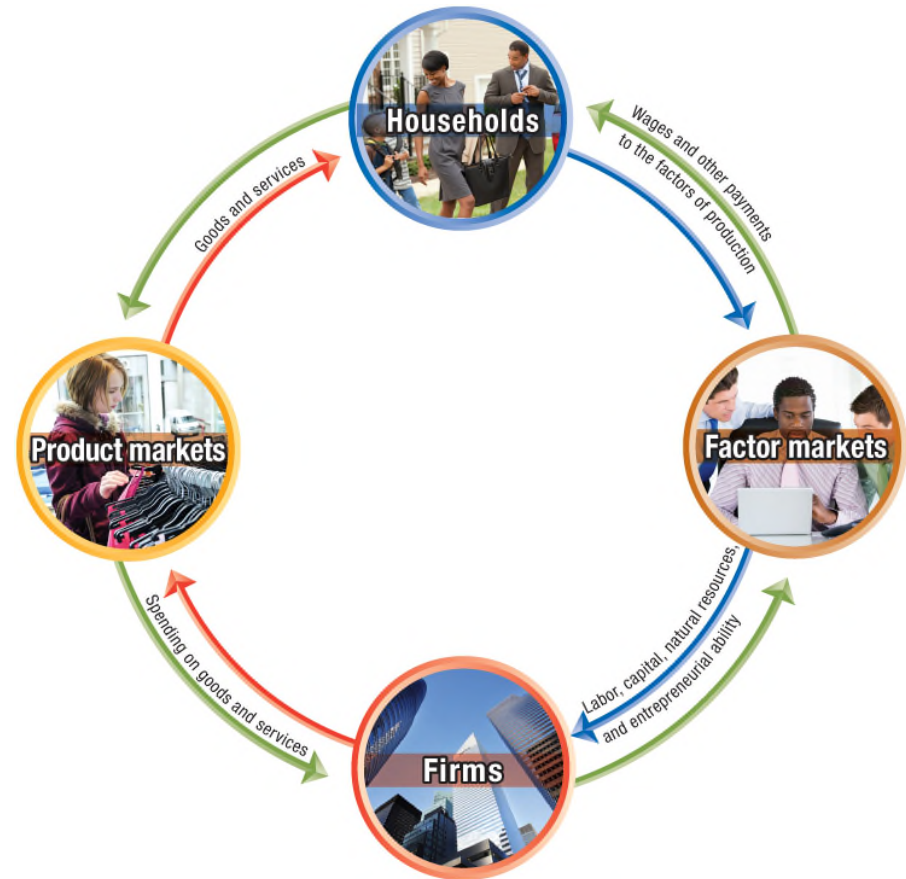 Households
Wages and other payments
to the factors of production
Goods and services
Product markets
Factor markets
Spending on goods and services
Labor, capital, natural resources,
and entrepreneurial ability
Firms